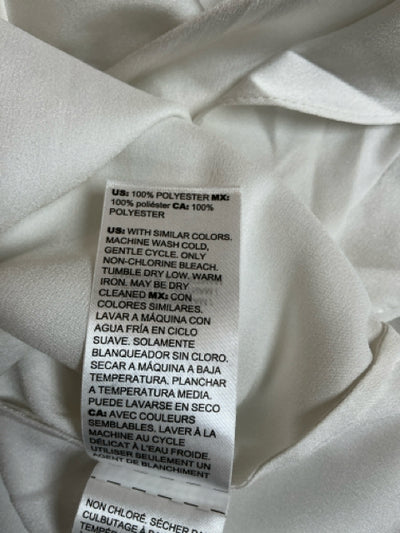 US: 100% POLYESTER MX:
100% poliéster CA: 100%
POLYESTER
US: WITH SIMILAR COLORS.
MACHINE WASH COLD,
GENTLE CYCLE. ONLY
NON-CHLORINE BLEACH.
TUMBLE DRY LOW. WARM
IRON. MAY BE DRY
CLEANED MX: CON
COLORES SIMILARES.
LAVAR A MÁQUINA CON
AGUA FRÍA EN CICLO
SUAVE. SOLAMENTE
BLANQUEADOR SIN CLORO.
SECAR A MÁQUINA A BAJA
TEMPERATURA. PLANCHAR
A TEMPERATURA MEDIA.
PUEDE LAVARSE EN SECO
CA: AVEC COULEURS
SEMBLABLES. LAVER À LA
MACHINE AU CYCLE
DÉLICAT À L'EAU FROIDE.
UTILISER SEULEMENT UN
AGENT DE BLANCHIMENT
NON CHLORÉ. SÉCHER
CULBUTAGE À